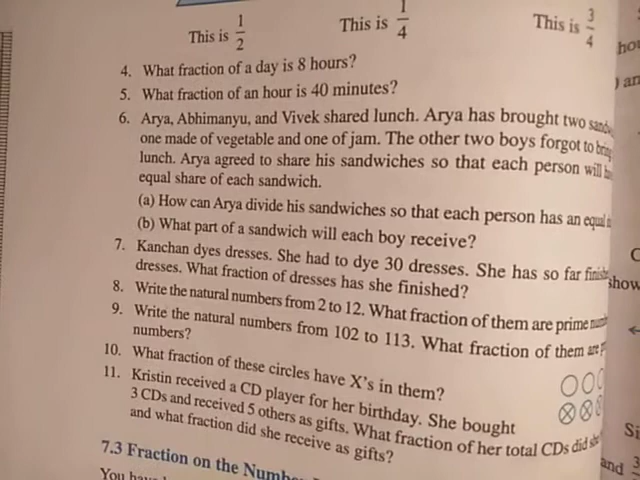 This is 1/2 This is 1/4 This is 3/4
4. What fraction of a day is 8 hours?
5. What fraction of an hour is 40 minutes?
6. Arya, Abhimanyu, and Vivek shared lunch. Arya has brought two
one made of vegetable and one of jam. The other two boys forgot to
lunch. Arya agreed to share his sandwiches so that each person will
equal share of each sandwich.
(a) How can Arya divide his sandwiches so that each person has an equal
(b) What part of a sandwich will each boy receive?
7. Kanchan dyes dresses. She had to dye 30 dresses. She has so far
dresses. What fraction of dresses has she finished?
8. Write the natural numbers from 2 to 12. What fraction of them are prime
9. Write the natural numbers from 102 to 113. What fraction of them are
numbers?
10. What fraction of these circles have X's in them?
11. Kristin received a CD player for her birthday. She bought
3 CDs and received 5 others as gifts. What fraction of her total CDs did
and what fraction did she receive as gifts?
7.3 Fraction on the
You
show
and